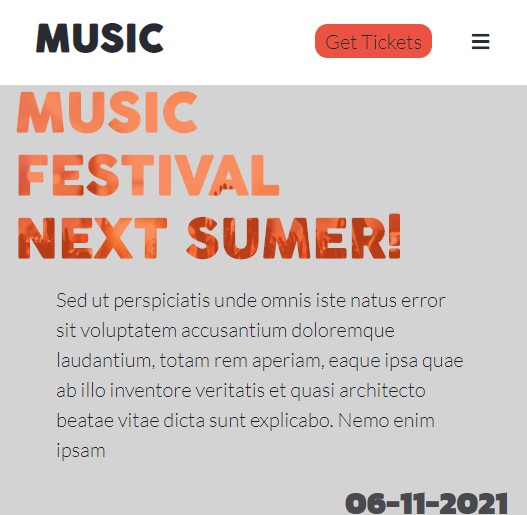 MUSIC
Get Tickets
MUSIC
FESTIVAL
NEXT SUMER!
Sed ut perspiciatis unde omnis iste natus error
sit voluptatem accusantium doloremque
laudantium, totam rem aperiam, eaque ipsa quae
ab illo inventore veritatis et quasi architecto
beatae vitae dicta sunt explicabo. Nemo enim
ipsam
06-11-2021